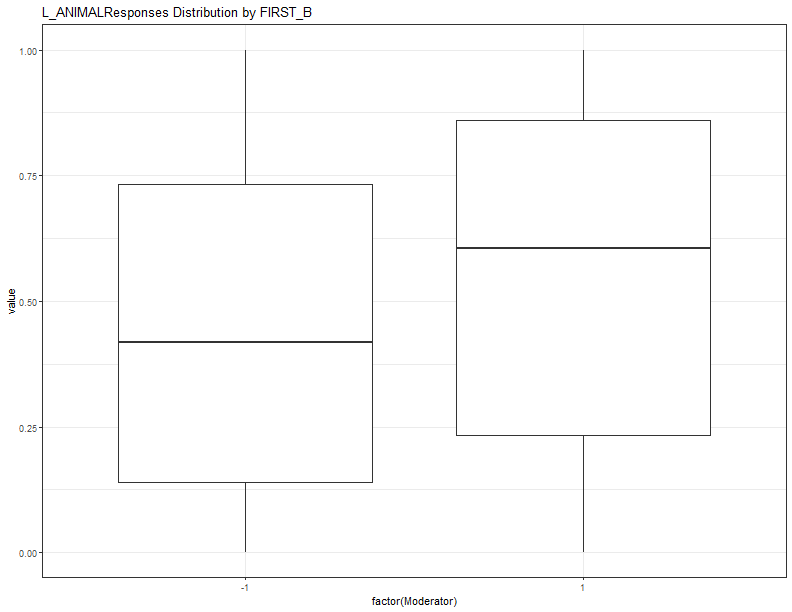 L_ANIMALResponses Distribution by FIRST_B
1.00
0.75
0.50
0.25
0.00
value
-1
1
factor(Moderator)